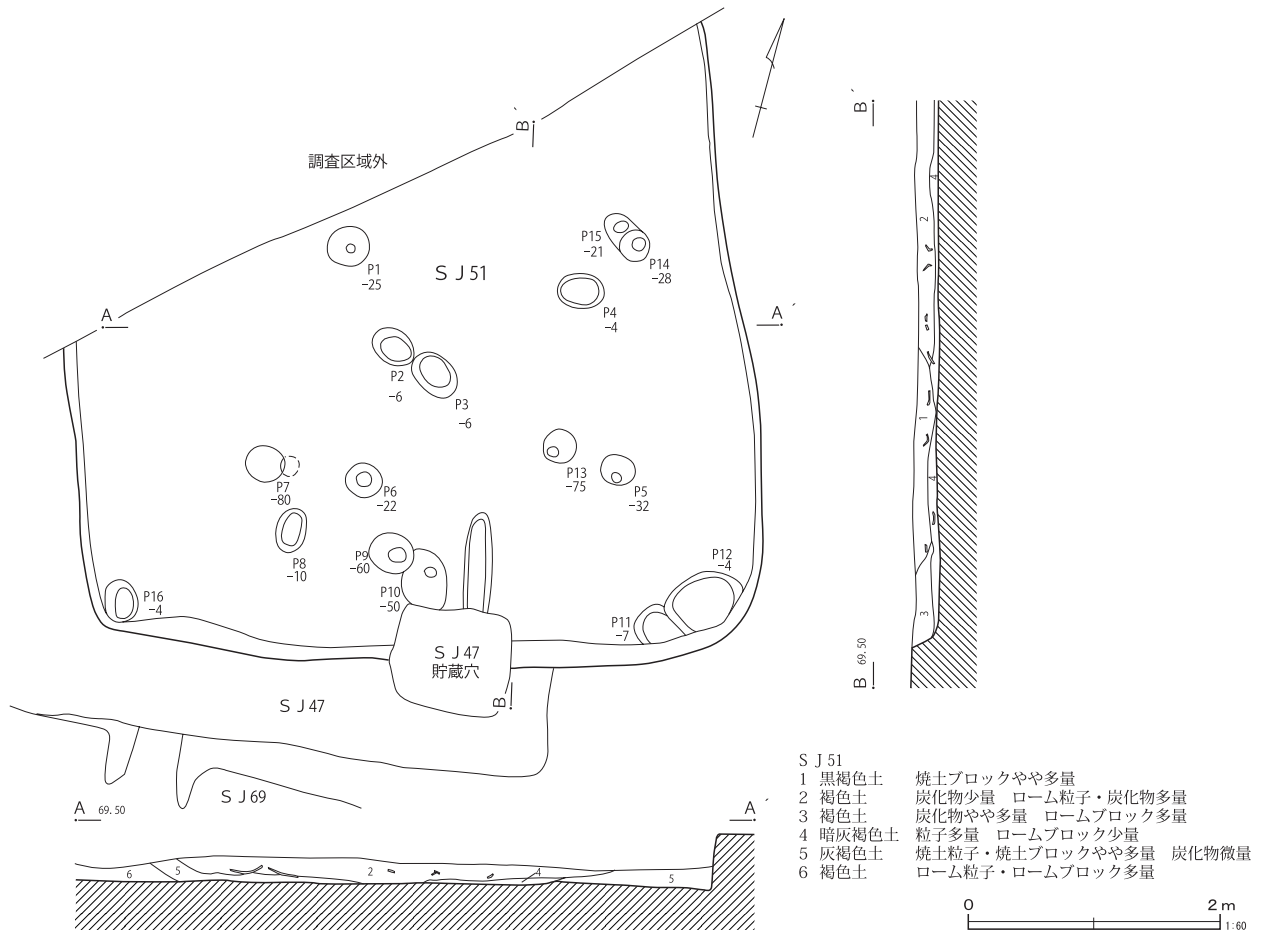 B´
B´
調査区域外
P15
-21
P14
-28
P1
-25
ＳＪ51
P4
-4
A
A´
P2
-6
P3
-6
P13
-75
P5
-32
P7
-80
P6
-22
P8
-10
P9
-60
P10
-50
P12
-4
P16
-4
P11
-7
ＳＪ47
貯蔵穴
B
ＳＪ47
ＳＪ69
4
2
1
4
3
B 69.50
A 69.50
A´
6
5
2
4
5
ＳＪ51
1 黒褐色土 焼土ブロックやや多量
2 褐色土 炭化物少量 ローム粒子・炭化物多量
3 褐色土 炭化物やや多量 ロームブロック多量
4 暗灰褐色土 粒子多量 ロームブロック少量
5 灰褐色土 焼土粒子・焼土ブロックやや多量 炭化物微量
6 褐色土 ローム粒子・ロームブロック多量
0 2m
1:60